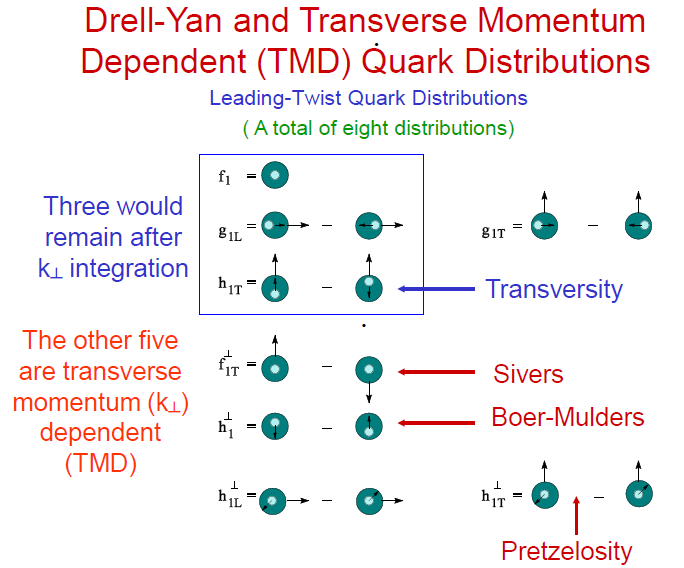 Drell-Yan and Transverse Momentum
Dependent (TMD) Quark Distributions
Leading-Twist Quark Distributions
( A total of eight distributions)
Three would
remain after
k⊥ integration
f1 =
g1L = –
g1T = –
h1T = –
Transversity
The other five
are transverse
momentum (k⊥)
dependent
(TMD)
f⊥1T = –
Sivers
h⊥1 = –
Boer-Mulders
h⊥1L = –
h⊥1T = –
Pretzelosity